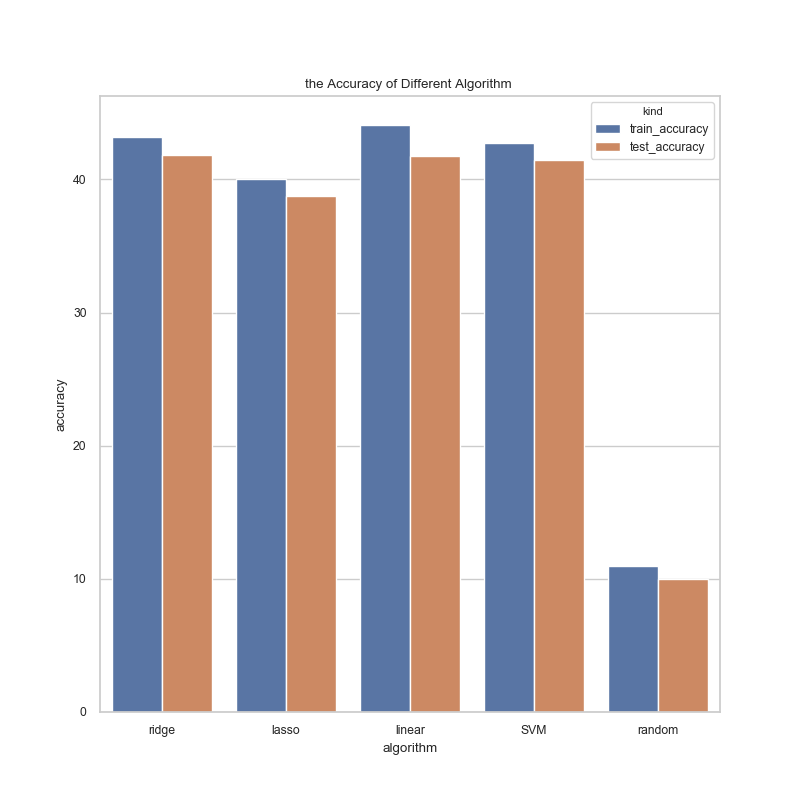 the Accuracy of Different Algorithm
kind
train_accuracy
test_accuracy
accuracy
40
30
20
10
0
ridge lasso linear SVM random
algorithm